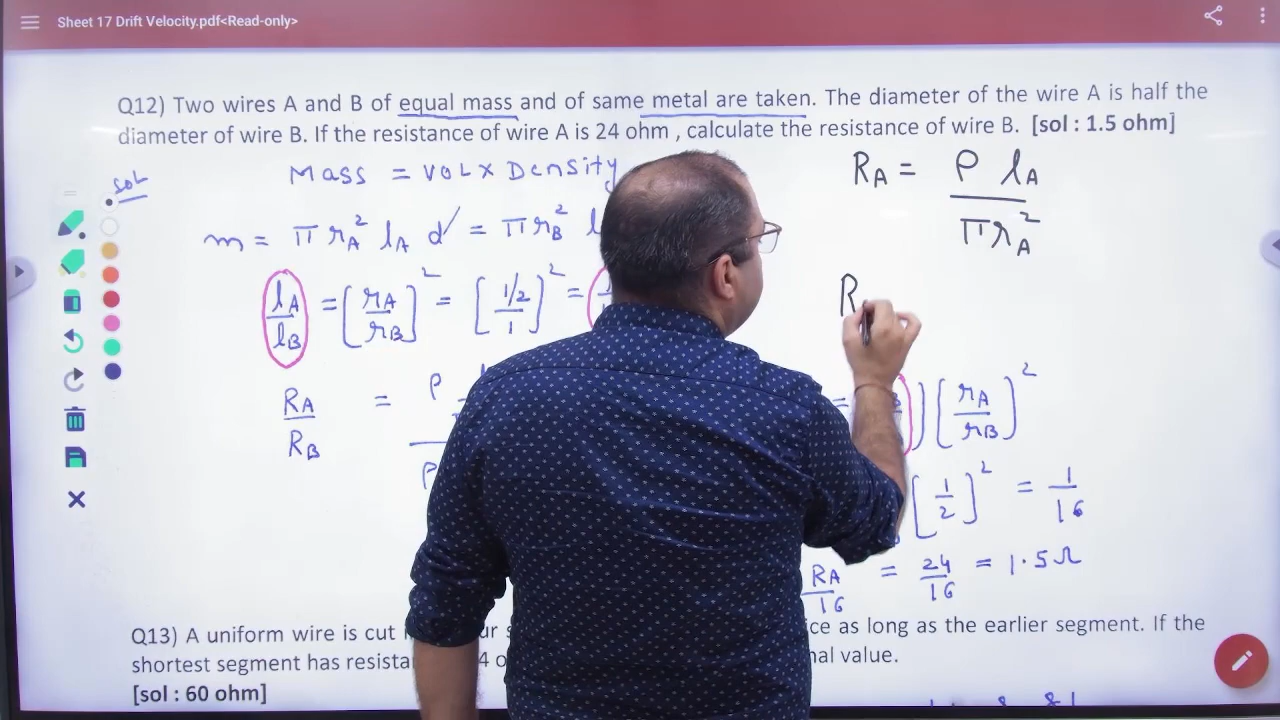 Sheet 17 Drift Velocity.pdf<Read-only>
Q12) Two wires A and B of equal mass and of same metal are taken. The diameter of the wire A is half the
diameter of wire B. If the resistance of wire A is 24 ohm , calculate the resistance of wire B. [sol : 1.5 ohm]
Sol
Mass = VOL x Density
m = π r_A² l_A d = π r_B² l
l_A/l_B = [r_A/r_B]² = [1/2/1]² =
R_A/R_B = ρ
ρ
R_A = ρ l_A/π r_A²
R
= ) (r_A/r_B)²
[1/2]² = 1/16
R_A/16 = 24/16 = 1.5 Ω
Q13) A uniform wire is cut as long as the earlier segment. If the
shortest segment has value.
[sol : 60 ohm]